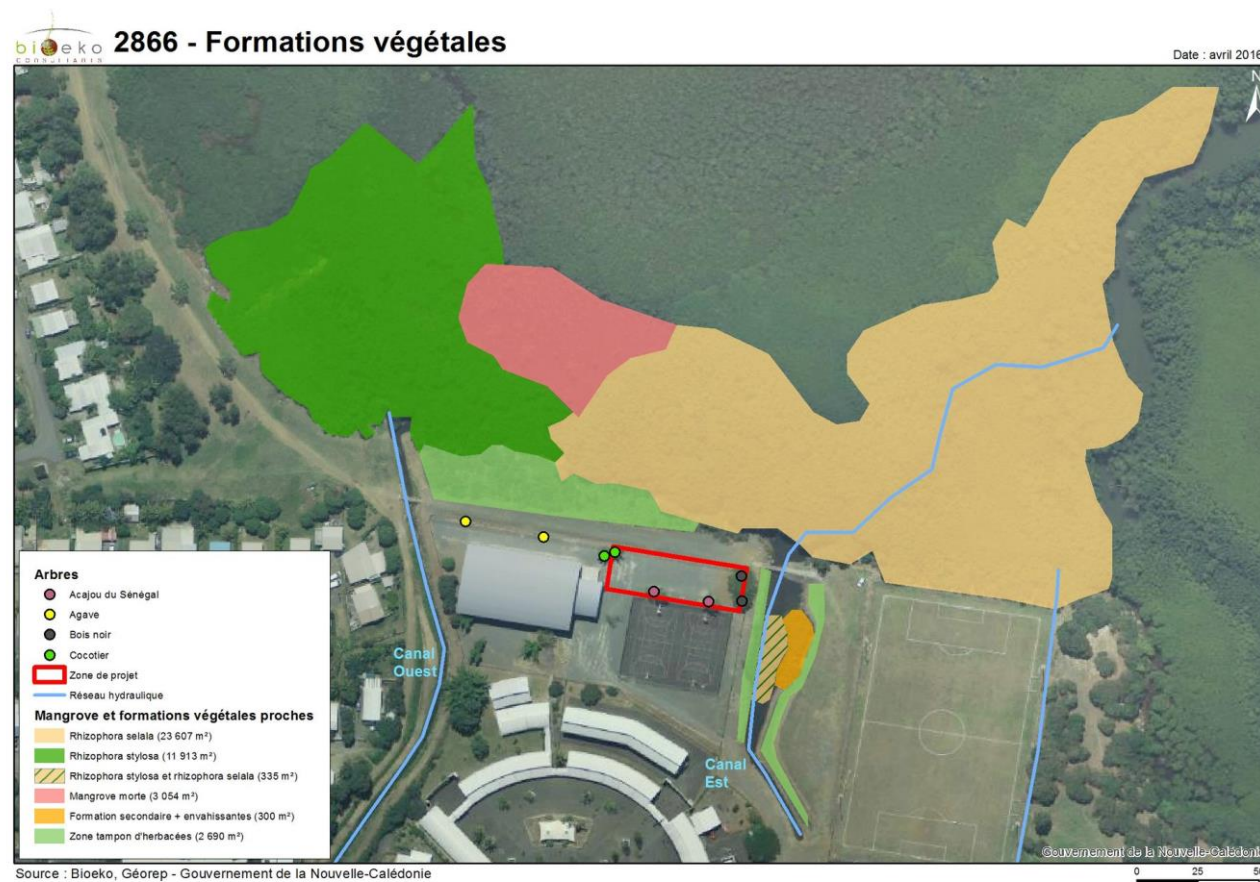 bioeko
CONSULTANTS
2866 - Formations végétales
Date : avril 2016
N
Canal
Ouest
Canal
Est
Arbres
Acajou du Sénégal
Agave
Bois noir
Cocotier
Zone de projet
Réseau hydraulique
Mangrove et formations végétales proches
Rhizophora selala (23 607 m²)
Rhizophora stylosa (11 913 m²)
Rhizophora stylosa et rhizophora selala (335 m²)
Mangrove morte (3 054 m²)
Formation secondaire + envahissantes (300 m²)
Zone tampon d'herbacées (2 690 m²)
Gouvernement de la Nouvelle-Calédoni
Source : Bioeko, Géorep - Gouvernement de la Nouvelle-Calédonie
0 25